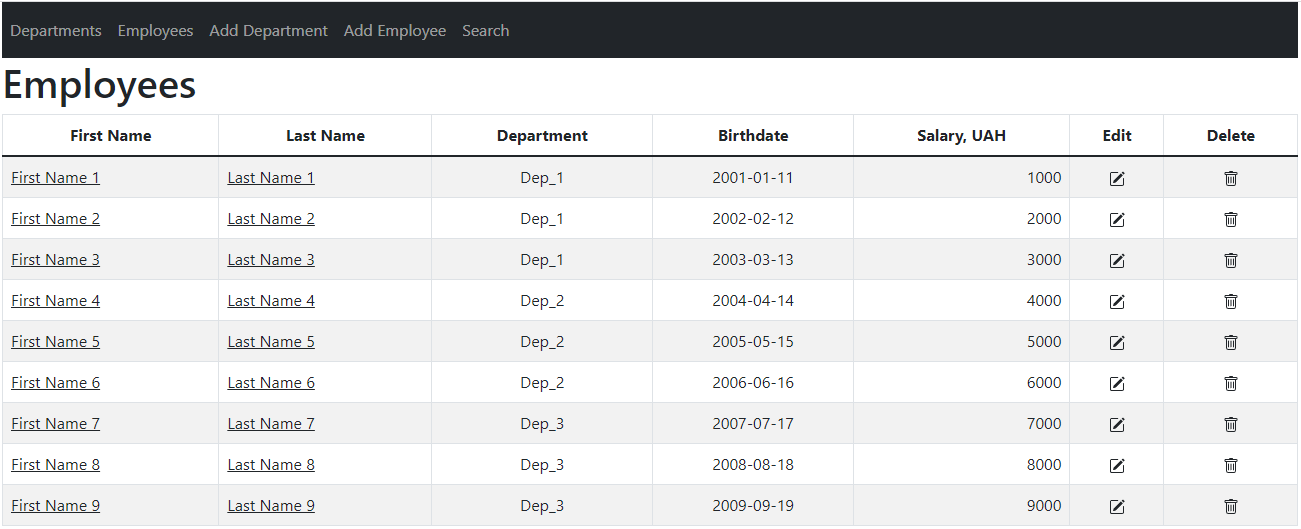 Departments Employees Add Department Add Employee Search
Employees
First Name Last Name Department Birthdate Salary, UAH Edit Delete
First Name 1 Last Name 1 Dep_1 2001-01-11 1000
First Name 2 Last Name 2 Dep_1 2002-02-12 2000
First Name 3 Last Name 3 Dep_1 2003-03-13 3000
First Name 4 Last Name 4 Dep_2 2004-04-14 4000
First Name 5 Last Name 5 Dep_2 2005-05-15 5000
First Name 6 Last Name 6 Dep_2 2006-06-16 6000
First Name 7 Last Name 7 Dep_3 2007-07-17 7000
First Name 8 Last Name 8 Dep_3 2008-08-18 8000
First Name 9 Last Name 9 Dep_3 2009-09-19 9000